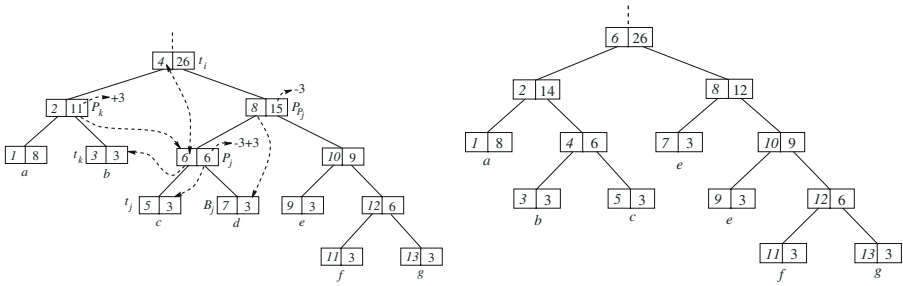 4 26 t_i
2 11 P_k +3
8 15 P_{P_j} -3
1 8
a
t_k 3 3
b
6 6 P_j -3+3
10 9
t_j 5 3
c
B_j 7 3
d
9 3
e
12 6
11 3
f
13 3
g
6 26
2 14
8 12
1 8
a
4 6
7 3
e
10 9
3 3
b
5 3
c
9 3
e
12 6
11 3
f
13 3
g